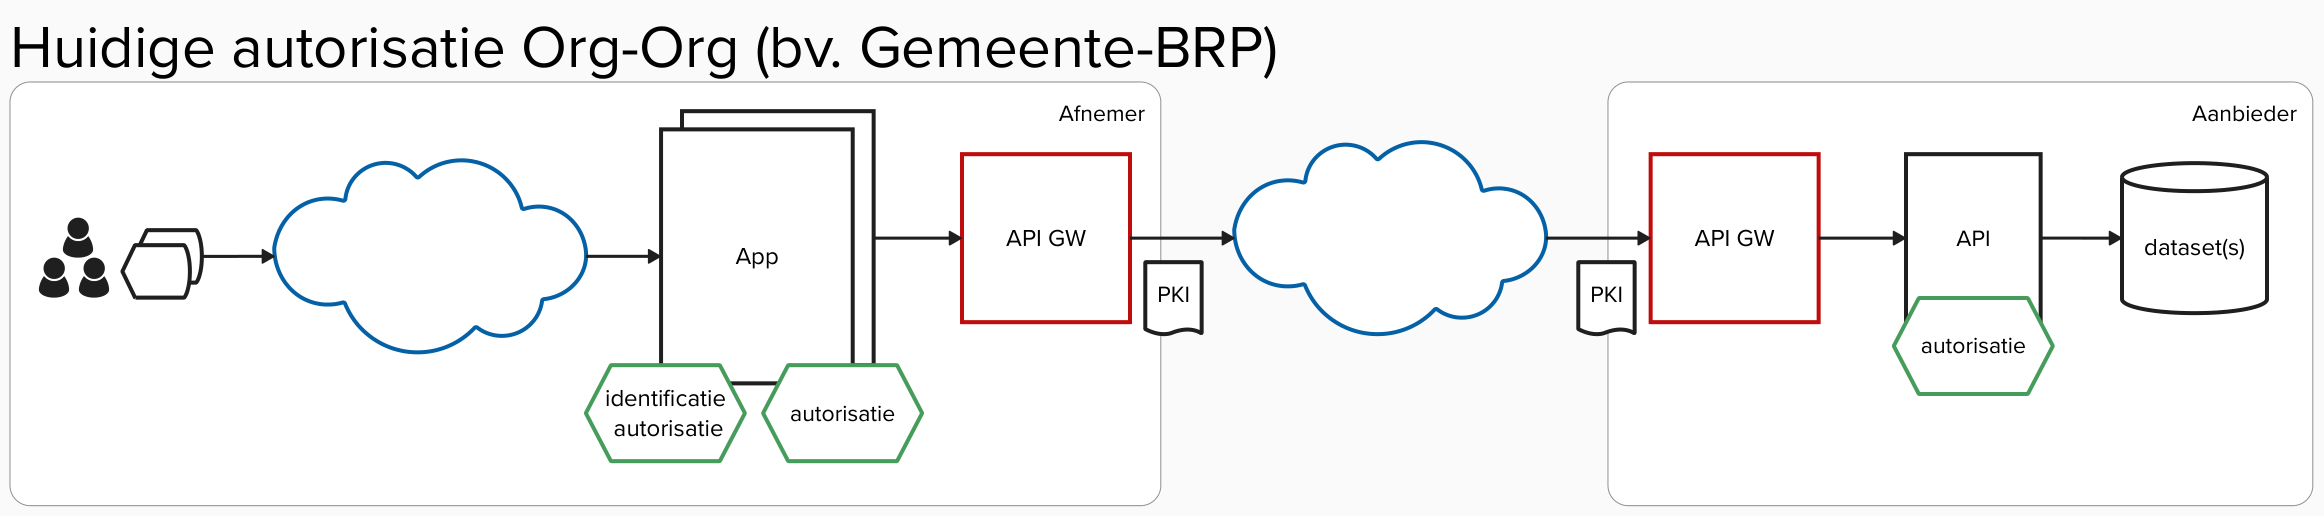 Huidige autorisatie Org-Org (bv. Gemeente-BRP)
Afnemer
App
identificatie
autorisatie
autorisatie
API GW
PKI
Aanbieder
PKI
API GW
API
autorisatie
dataset(s)